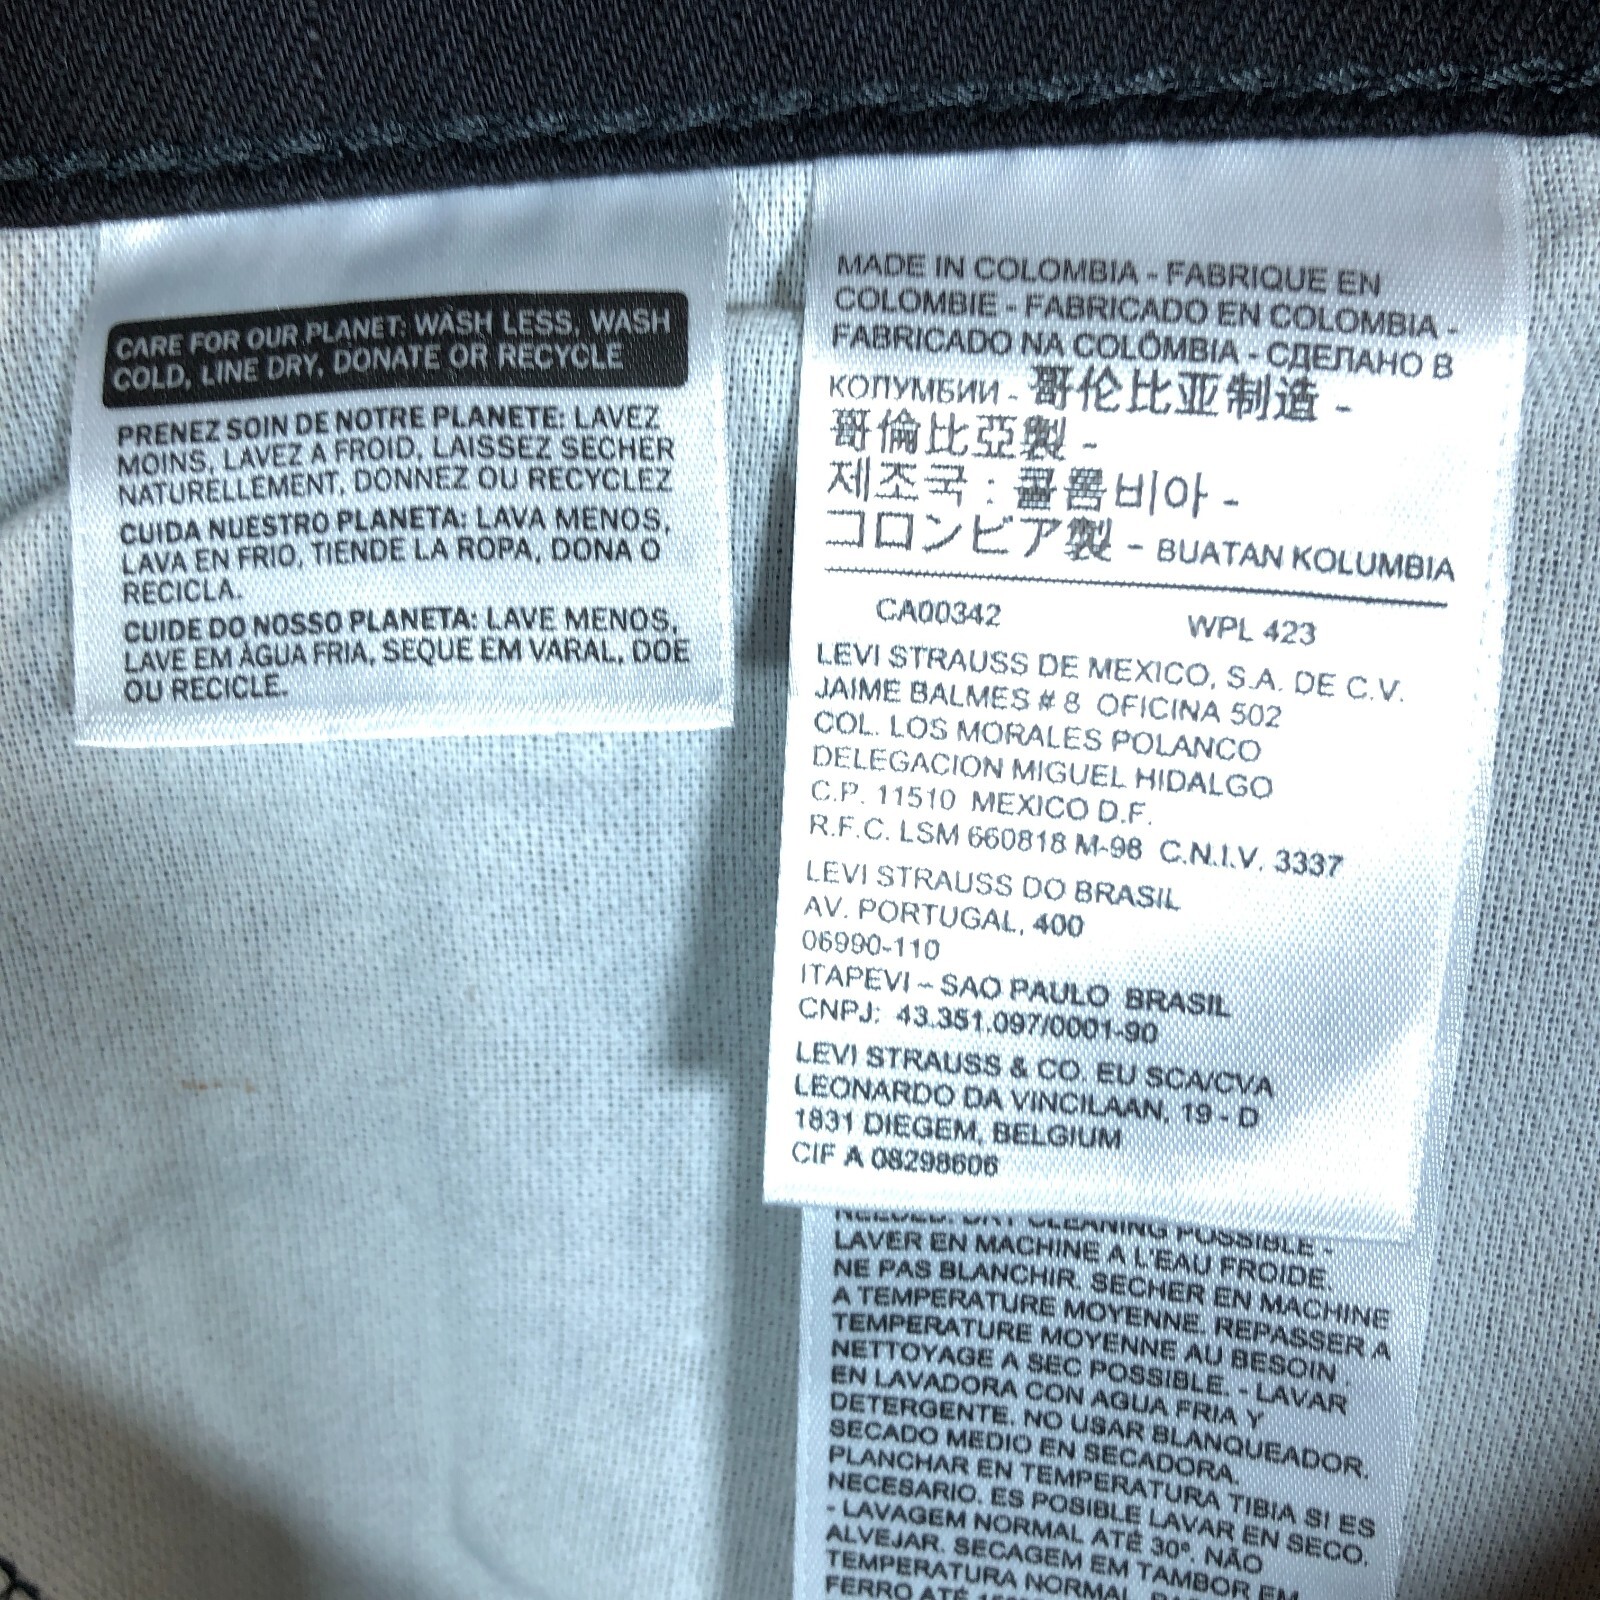 CARE FOR OUR PLANET: WASH LESS, WASH
COLD, LINE DRY, DONATE OR RECYCLE
PRENEZ SOIN DE NOTRE PLANETE: LAVEZ
MOINS, LAVEZ A FROID, LAISSEZ SECHER
NATURELLEMENT, DONNEZ OU RECYCLEZ
CUIDA NUESTRO PLANETA: LAVA MENOS,
LAVA EN FRIO, TIENDE LA ROPA, DONA O
RECICLA.
CUIDE DO NOSSO PLANETA: LAVE MENOS,
LAVE EM ÁGUA FRIA, SEQUE EM VARAL, DOE
OU RECICLE.
MADE IN COLOMBIA - FABRIQUE EN
COLOMBIE - FABRICADO EN COLOMBIA -
FABRICADO NA COLÔMBIA - СДЕЛАНО В
КОЛУМБИИ - 哥伦比亚制造 -
哥倫比亞製 -
제조국 : 콜롬비아 -
コロンビア製 - BUATAN KOLUMBIA
CA00342 WPL 423
LEVI STRAUSS DE MEXICO, S.A. DE C.V.
JAIME BALMES # 8 OFICINA 502
COL. LOS MORALES POLANCO
DELEGACION MIGUEL HIDALGO
C.P. 11510 MEXICO D.F.
R.F.C. LSM 660818 M-98 C.N.I.V. 3337
LEVI STRAUSS DO BRASIL
AV. PORTUGAL, 400
06990-110
ITAPEVI - SAO PAULO BRASIL
CNPJ: 43.351.097/0001-90
LEVI STRAUSS & CO. EU SCA/CVA
LEONARDO DA VINCILAAN, 19 - D
1831 DIEGEM, BELGIUM
CIF A 08298606
NEEDED. DRY CLEANING POSSIBLE -
LAVER EN MACHINE A L'EAU FROIDE.
NE PAS BLANCHIR. SECHER EN MACHINE
A TEMPERATURE MOYENNE. REPASSER A
TEMPERATURE MOYENNE AU BESOIN
NETTOYAGE A SEC POSSIBLE. - LAVAR
EN LAVADORA CON AGUA FRIA Y
DETERGENTE. NO USAR BLANQUEADOR.
SECADO MEDIO EN SECADORA.
PLANCHAR EN TEMPERATURA TIBIA SI ES
NECESARIO. ES POSIBLE LAVAR EN SECO.
- LAVAGEM NORMAL ATÉ 30°. NÃO
ALVEJAR. SECAGEM EM TAMBOR EM
TEMPERATURA NORMAL.
FERRO ATÉ